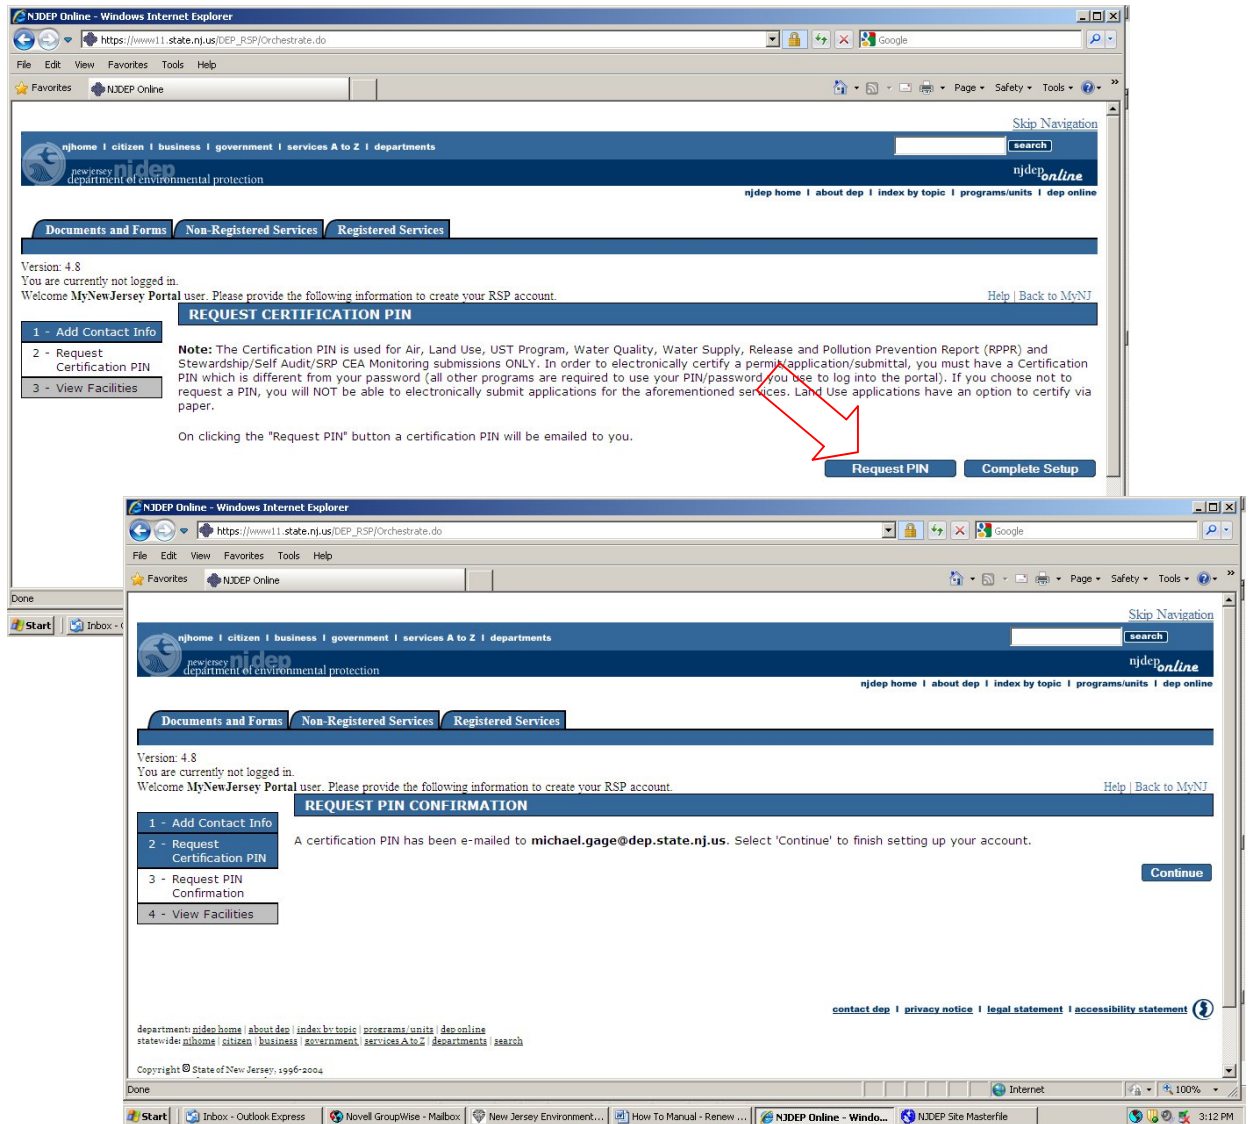 NJDEP Online - Windows Internet Explorer
https://www11.state.nj.us/DEP_RSP/Orchestrate.do
Google
File Edit View Favorites Tools Help
Favorites NJDEP Online Page Safety Tools
Skip Navigation
njhome | citizen | business | government | services A to Z | departments search
newjersey njdep
department of environmental protection
njdep online
njdep home | about dep | index by topic | programs/units | dep online
Documents and Forms Non-Registered Services Registered Services
Version: 4.8
You are currently not logged in.
Welcome MyNewJersey Portal user. Please provide the following information to create your RSP account. Help | Back to MyNJ
REQUEST CERTIFICATION PIN
1 - Add Contact Info
2 - Request
Certification PIN
3 - View Facilities
Note: The Certification PIN is used for Air, Land Use, UST Program, Water Quality, Water Supply, Release and Pollution Prevention Report (RPPR) and
Stewardship/Self Audit/SRP CEA Monitoring submissions ONLY. In order to electronically certify a permit/application/submittal, you must have a Certification
PIN which is different from your password (all other programs are required to use your PIN/password you use to log into the portal). If you choose not to
request a PIN, you will NOT be able to electronically submit applications for the aforementioned services. Land Use applications have an option to certify via
paper.
On clicking the "Request PIN" button a certification PIN will be emailed to you.
Request PIN Complete Setup
Done
Start Inbox -
NJDEP Online - Windows Internet Explorer
https://www11.state.nj.us/DEP_RSP/Orchestrate.do
Google
File Edit View Favorites Tools Help
Favorites NJDEP Online Page Safety Tools
Skip Navigation
njhome | citizen | business | government | services A to Z | departments search
newjersey njdep
department of environmental protection
njdep online
njdep home | about dep | index by topic | programs/units | dep online
Documents and Forms Non-Registered Services Registered Services
Version: 4.8
You are currently not logged in.
Welcome MyNewJersey Portal user. Please provide the following information to create your RSP account. Help | Back to MyNJ
REQUEST PIN CONFIRMATION
1 - Add Contact Info
2 - Request
Certification PIN
3 - Request PIN
Confirmation
4 - View Facilities
A certification PIN has been e-mailed to michael.gage@dep.state.nj.us. Select 'Continue' to finish setting up your account.
Continue
contact dep | privacy notice | legal statement | accessibility statement
department: njdep home | about dep | index by topic | programs/units | dep online
statewide: njhome | citizen | business | government | services A to Z | departments | search
Copyright © State of New Jersey, 1996-2004
Done Internet 100%
Start Inbox - Outlook Express Novell GroupWise - Mailbox New Jersey Environment... How To Manual - Renew ... NJDEP Online - Windo... NJDEP Site Masterfile 3:12 PM